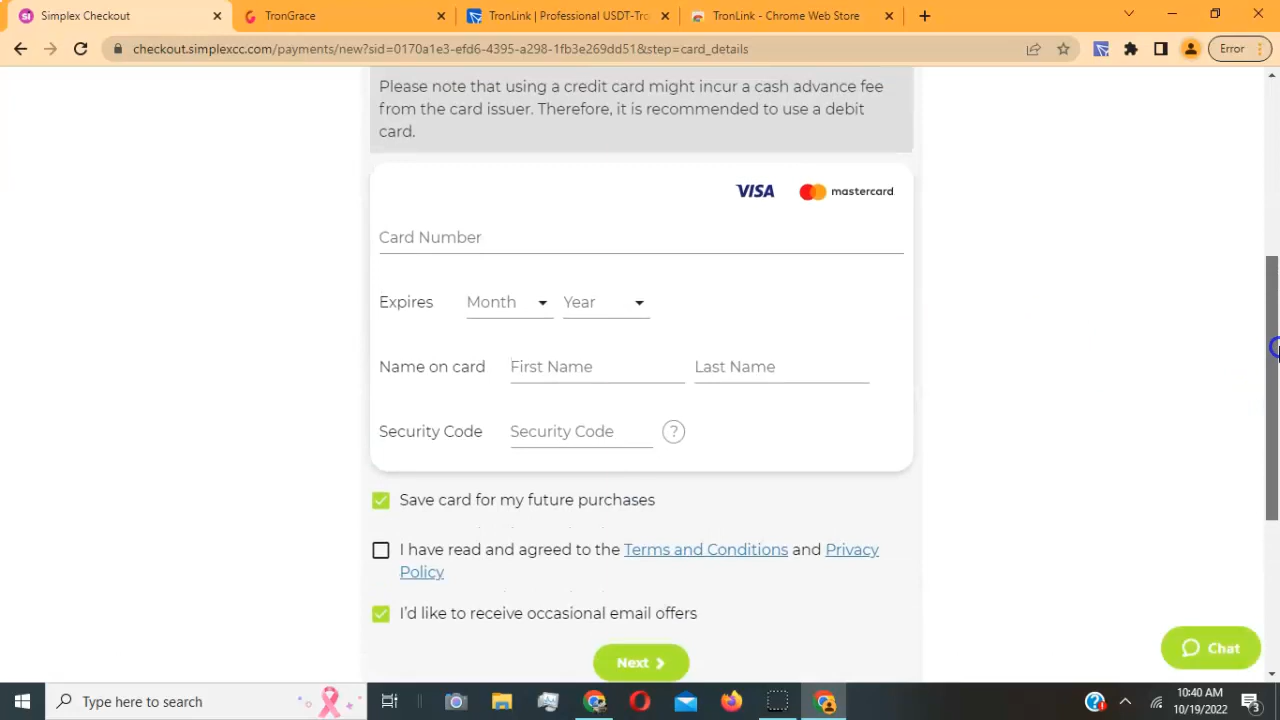 Simplex Checkout
TronGrace
TronLink | Professional USDT-Tro
TronLink - Chrome Web Store
checkout.simplexcc.com/payments/new?sid=0170a1e3-efd6-4395-a298-1fb3e269dd51&step=card_details
Error
Please note that using a credit card might incur a cash advance fee
from the card issuer. Therefore, it is recommended to use a debit
card.
VISA
mastercard
Card Number
Expires
Month
Year
Name on card
First Name
Last Name
Security Code
Security Code
?
Save card for my future purchases
I have read and agreed to the Terms and Conditions and Privacy
Policy
I'd like to receive occasional email offers
Next
Chat
Type here to search
10:40 AM
10/19/2022
3